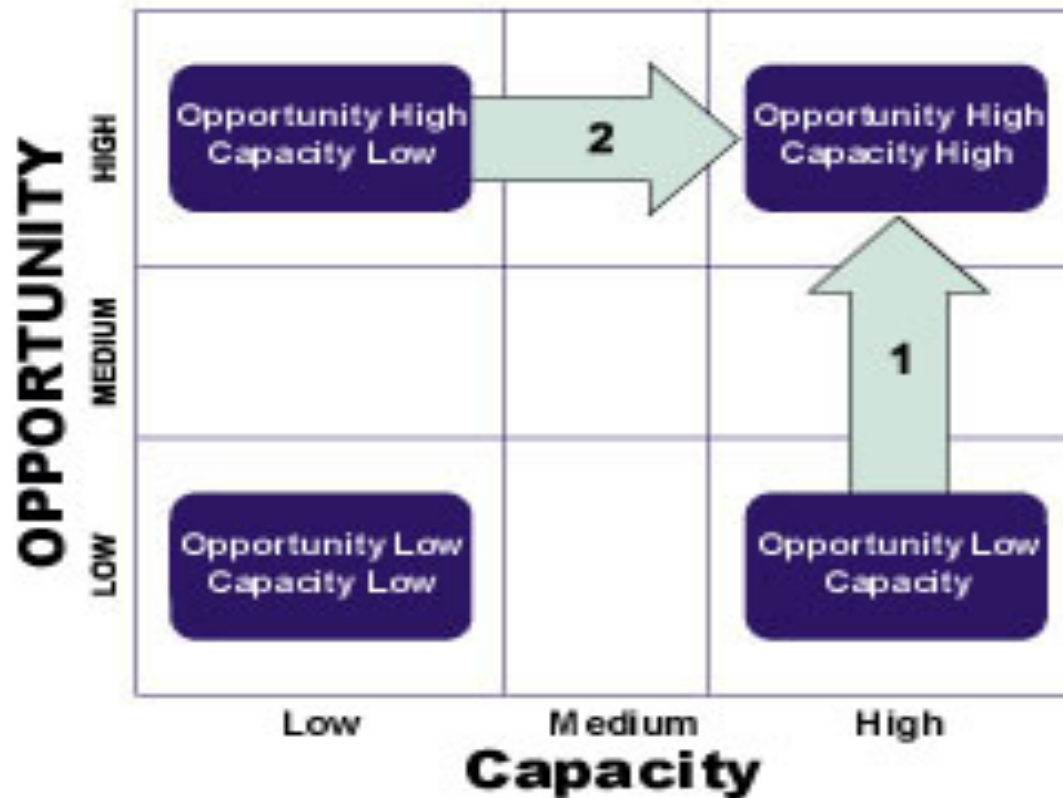 OPPORTUNITY
HIGH
MEDIUM
LOW
Opportunity High
Capacity Low
2
Opportunity High
Capacity High
1
Opportunity Low
Capacity Low
Opportunity Low
Capacity
Low
Medium
High
Capacity